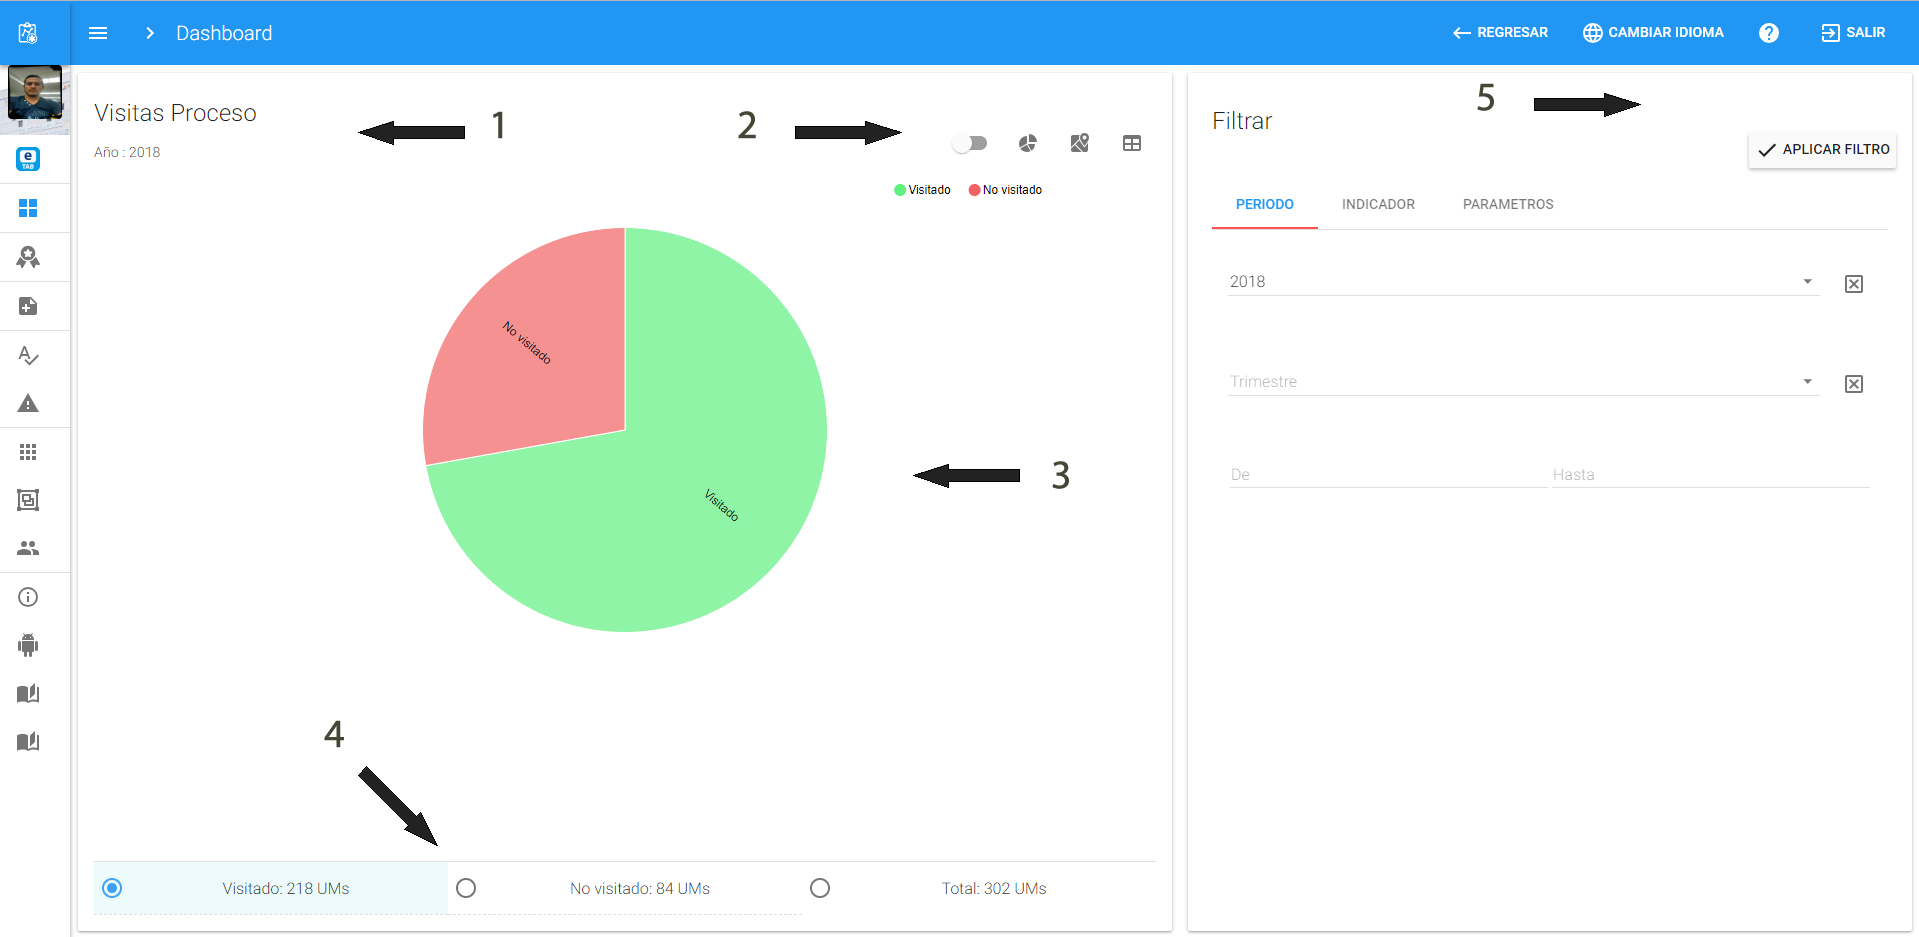 Dashboard
REGRESAR
CAMBIAR IDIOMA
?
SALIR
Visitas Proceso
Año : 2018
1
2
Visitado
No visitado
No visitado
Visitado
3
4
Visitado: 218 UMs
No visitado: 84 UMs
Total: 302 UMs
5
Filtrar
APLICAR FILTRO
PERIODO
INDICADOR
PARAMETROS
2018
Trimestre
De
Hasta
e
TAB